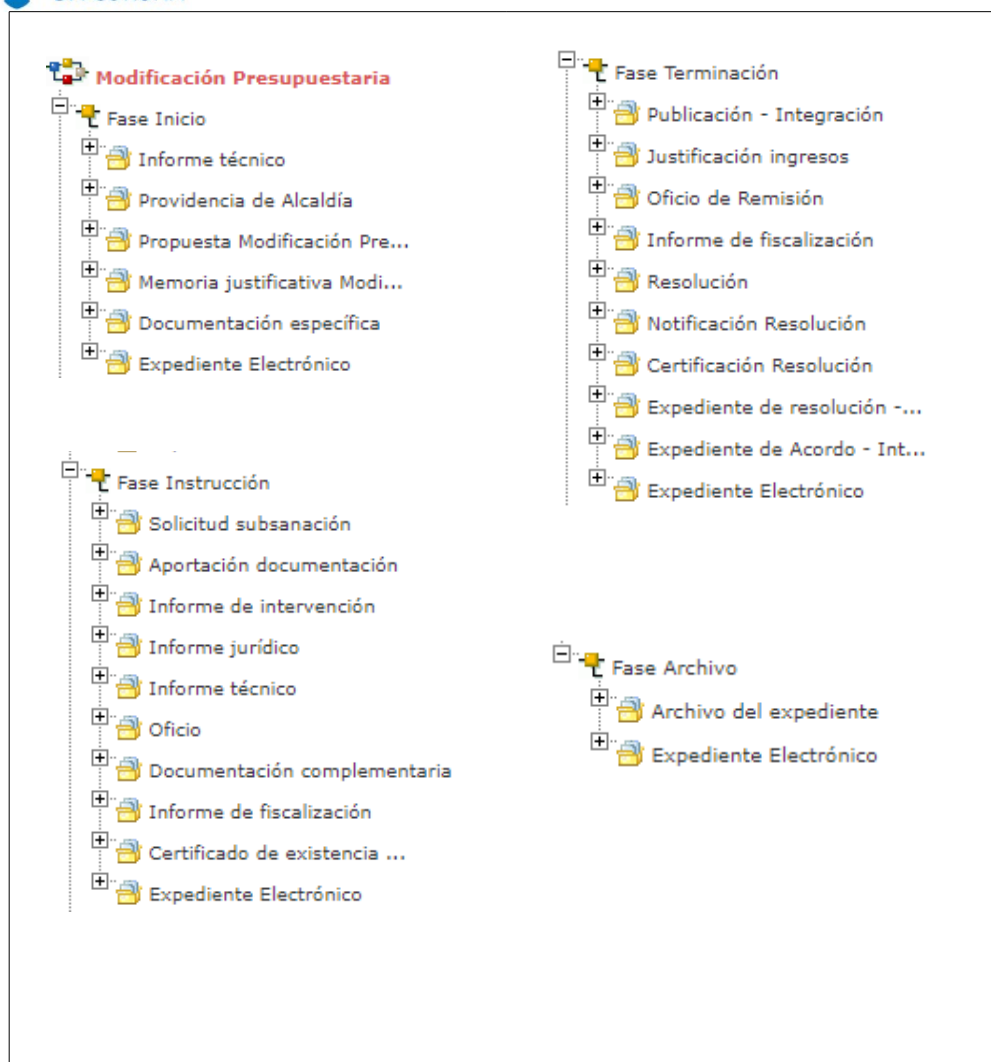 Modificación Presupuestaria
Fase Inicio
Informe técnico
Providencia de Alcaldía
Propuesta Modificación Pre...
Memoria justificativa Modi...
Documentación específica
Expediente Electrónico
Fase Instrucción
Solicitud subsanación
Aportación documentación
Informe de intervención
Informe jurídico
Informe técnico
Oficio
Documentación complementaria
Informe de fiscalización
Certificado de existencia ...
Expediente Electrónico
Fase Terminación
Publicación - Integración
Justificación ingresos
Oficio de Remisión
Informe de fiscalización
Resolución
Notificación Resolución
Certificación Resolución
Expediente de resolución -...
Expediente de Acordo - Int...
Expediente Electrónico
Fase Archivo
Archivo del expediente
Expediente Electrónico